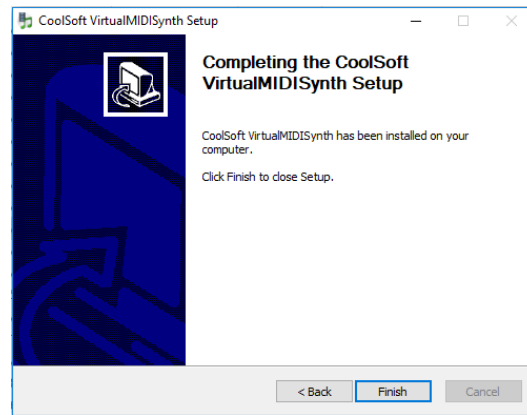 CoolSoft VirtualMIDISynth Setup
Completing the CoolSoft
VirtualMIDISynth Setup
CoolSoft VirtualMIDISynth has been installed on your
computer.
Click Finish to close Setup.
< Back
Finish
Cancel